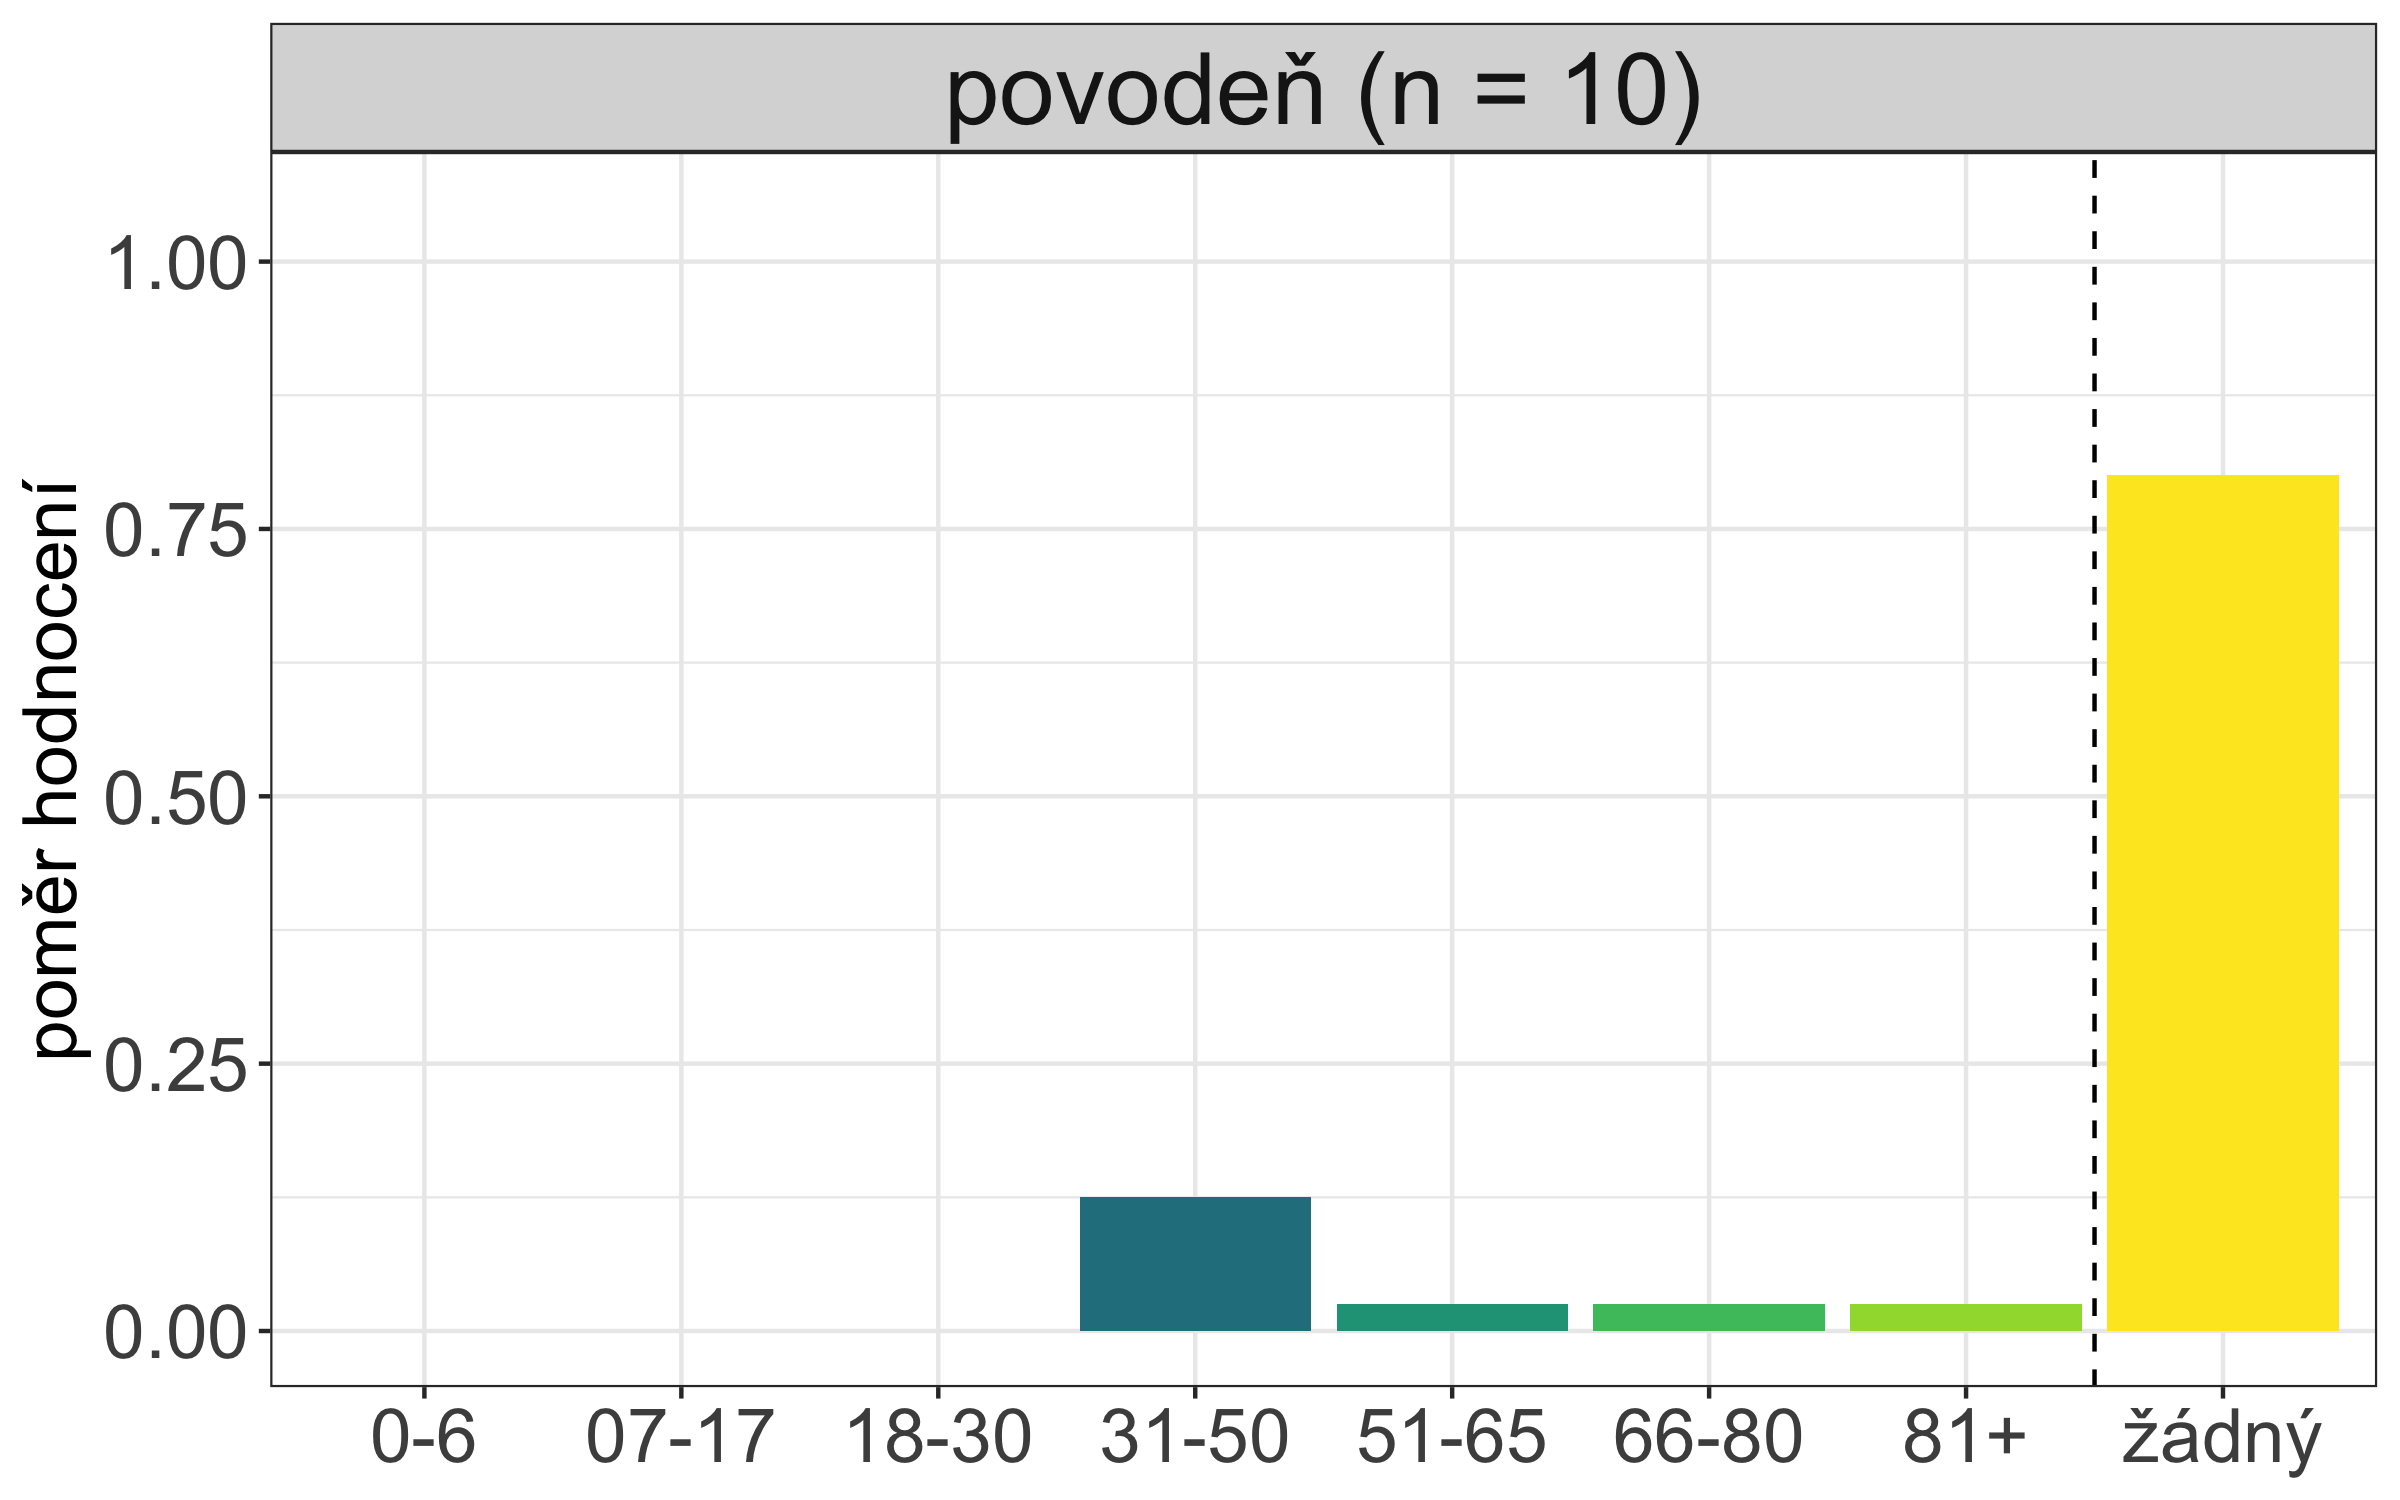 povodeň (n = 10)
poměr hodnocení
1.00
0.75
0.50
0.25
0.00
0-6 07-17 18-30 31-50 51-65 66-80 81+ žádný